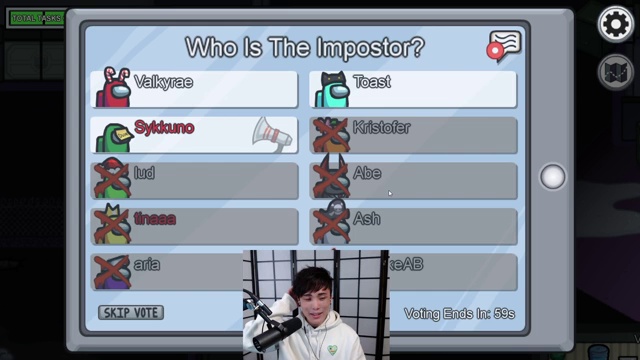 TOTAL TASKS
Who Is The Impostor?
Valkyrae
Toast
Sykkuno
Kristofer
lud
Abe
tinaaa
Ash
aria
keAB
SKIP VOTE
Voting Ends In: 59s